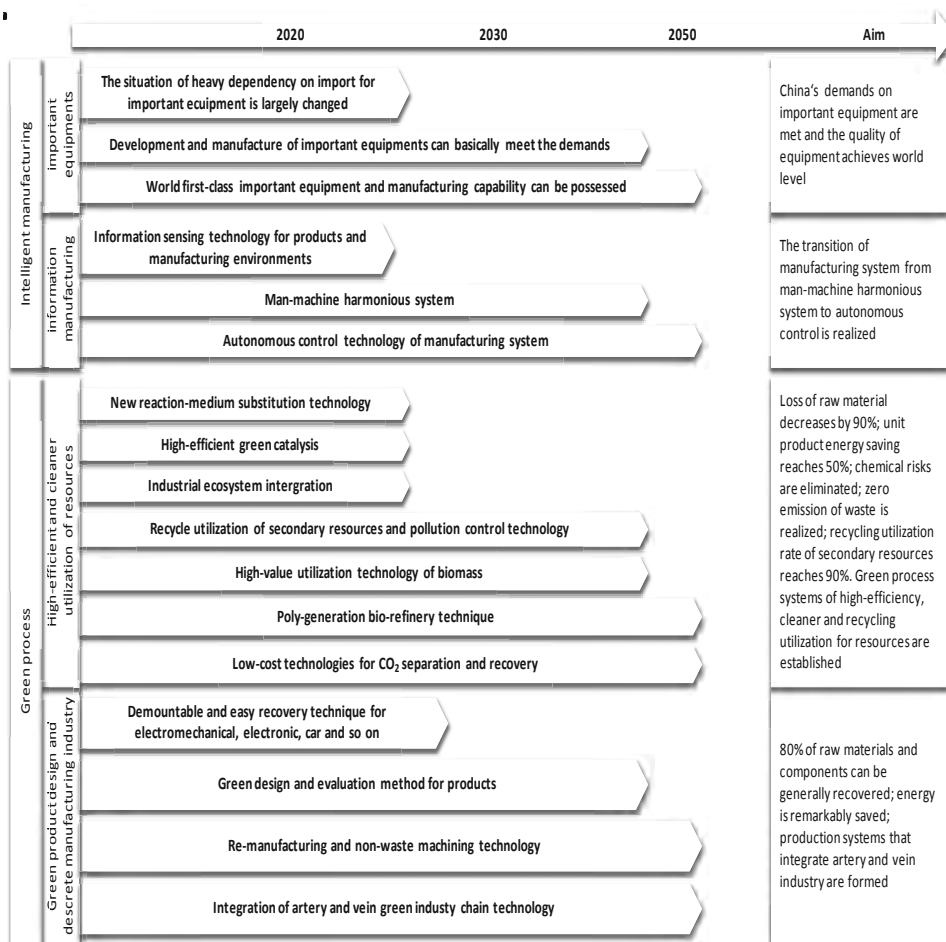 2020 2030 2050 Aim
Intelligent manufacturing
important
equipments
The situation of heavy dependency on import for
important ecuipment is largely changed
Development and manufacture of important equipments can basically meet the demands
World first-class important equipment and manufacturing capability can be possessed
China's demands on
important equipment are
met and the quality of
equipment achieves world
level
information
manufacturing
Information sensing technology for products and
manufacturing environments
Man-machine harmonious system
Autonomous control technology of manufacturing system
The transition of
manufacturing system from
man-machine harmonious
system to autonomous
control is realized
Green process
High-efficient and cleaner
utilization of resources
New reaction-medium substitution technology
High-efficient green catalysis
Industrial ecosystem intergration
Recycle utilization of secondary resources and pollution control technology
High-value utilization technology of biomass
Poly-generation bio-refinery technique
Low-cost technologies for CO₂ separation and recovery
Loss of raw material
decreases by 90%; unit
product energy saving
reaches 50%; chemical risks
are eliminated; zero
emission of waste is
realized; recycling utilization
rate of secondary resources
reaches 90%. Green process
systems of high-efficiency,
cleaner and recycling
utilization for resources are
established
Green product design and
descrete manufacturing industry
Demountable and easy recovery technique for
electromechanical, electronic, car and so on
Green design and evaluation method for products
Re-manufacturing and non-waste machining technology
Integration of artery and vein green industy chain technology
80% of raw materials and
components can be
generally recovered; energy
is remarkably saved;
production systems that
integrate artery and vein
industry are formed